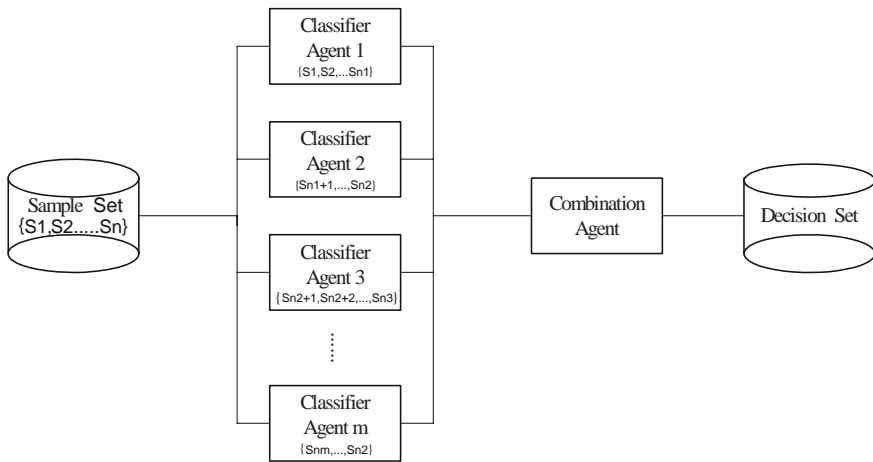 Classifier
Agent 1
{S1,S2,...Sn1}
Classifier
Agent 2
{Sn1+1,...,Sn2}
Sample Set
{S1,S2.....Sn}
Combination
Agent
Decision Set
Classifier
Agent 3
{Sn2+1,Sn2+2,...,Sn3}
......
Classifier
Agent m
{Snm,...,Sn2}